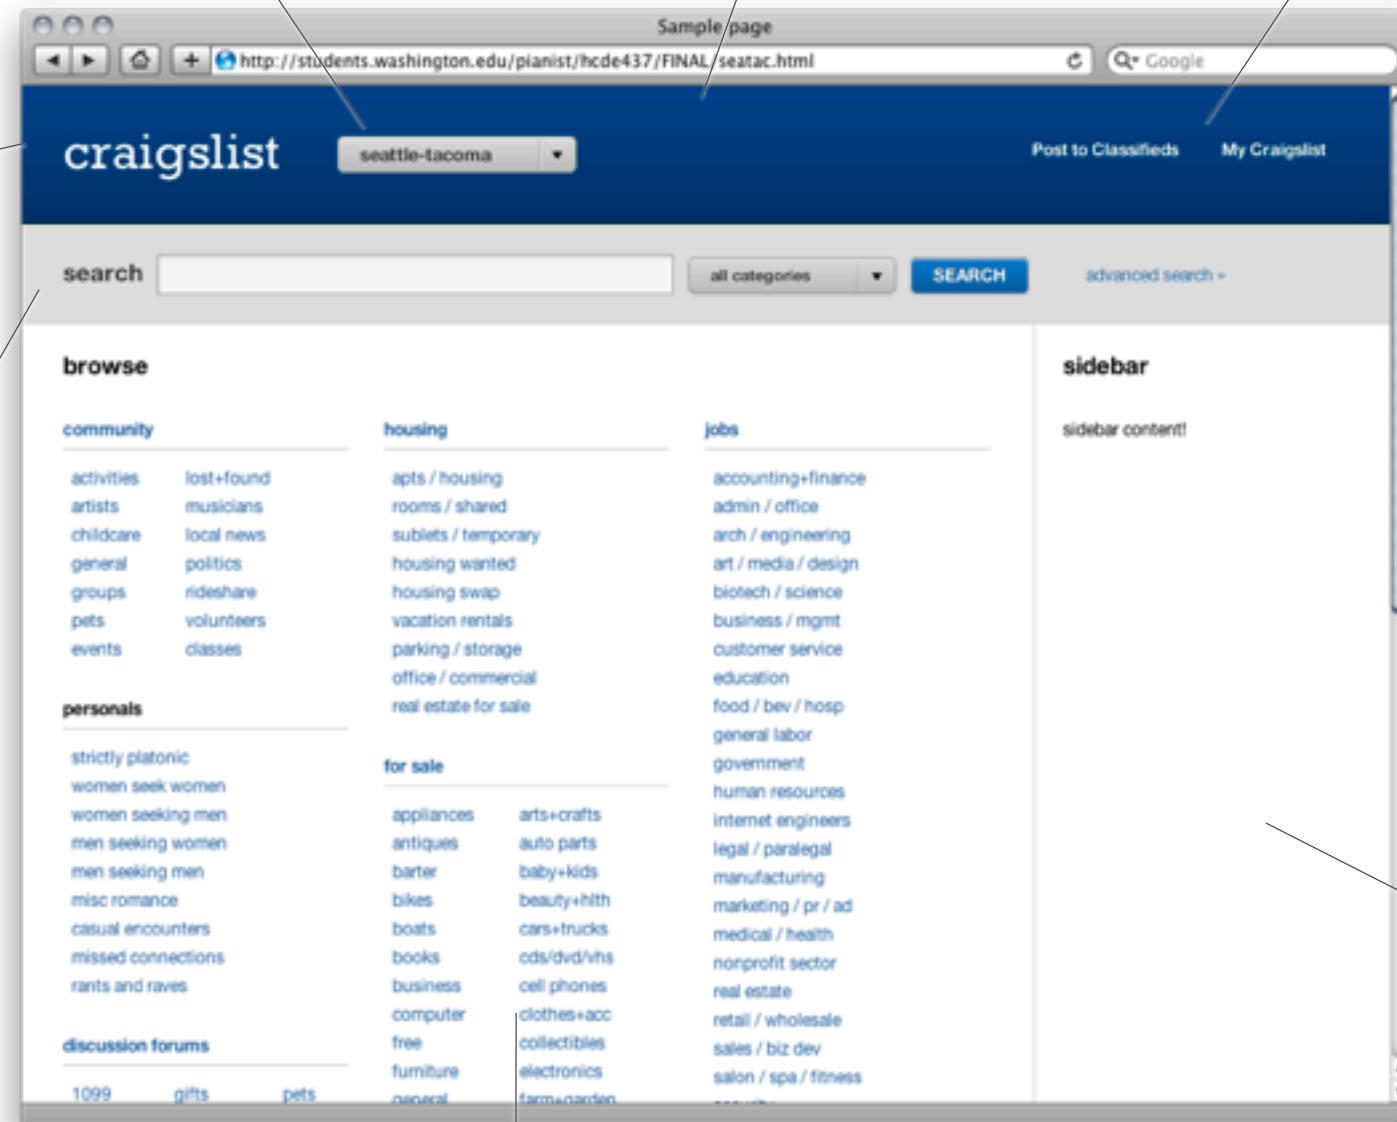 Sample page
http://students.washington.edu/pianist/hcde437/FINAL/seatac.html
Google
craigslist
seattle-tacoma
Post to Classifieds
My Craigslist
search
all categories
SEARCH
advanced search »
browse
community
activities
artists
childcare
general
groups
pets
events
lost+found
musicians
local news
politics
rideshare
volunteers
classes
personals
strictly platonic
women seek women
women seeking men
men seeking women
men seeking men
misc romance
casual encounters
missed connections
rants and raves
discussion forums
1099 gifts pets
housing
apts / housing
rooms / shared
sublets / temporary
housing wanted
housing swap
vacation rentals
parking / storage
office / commercial
real estate for sale
for sale
appliances
antiques
barter
bikes
boats
books
business
computer
free
furniture
general
arts+crafts
auto parts
baby+kids
beauty+hlth
cars+trucks
cds/dvd/vhs
cell phones
clothes+acc
collectibles
electronics
farm+garden
jobs
accounting+finance
admin / office
arch / engineering
art / media / design
biotech / science
business / mgmt
customer service
education
food / bev / hosp
general labor
government
human resources
internet engineers
legal / paralegal
manufacturing
marketing / pr / ad
medical / health
nonprofit sector
real estate
retail / wholesale
sales / biz dev
salon / spa / fitness
sidebar
sidebar content!